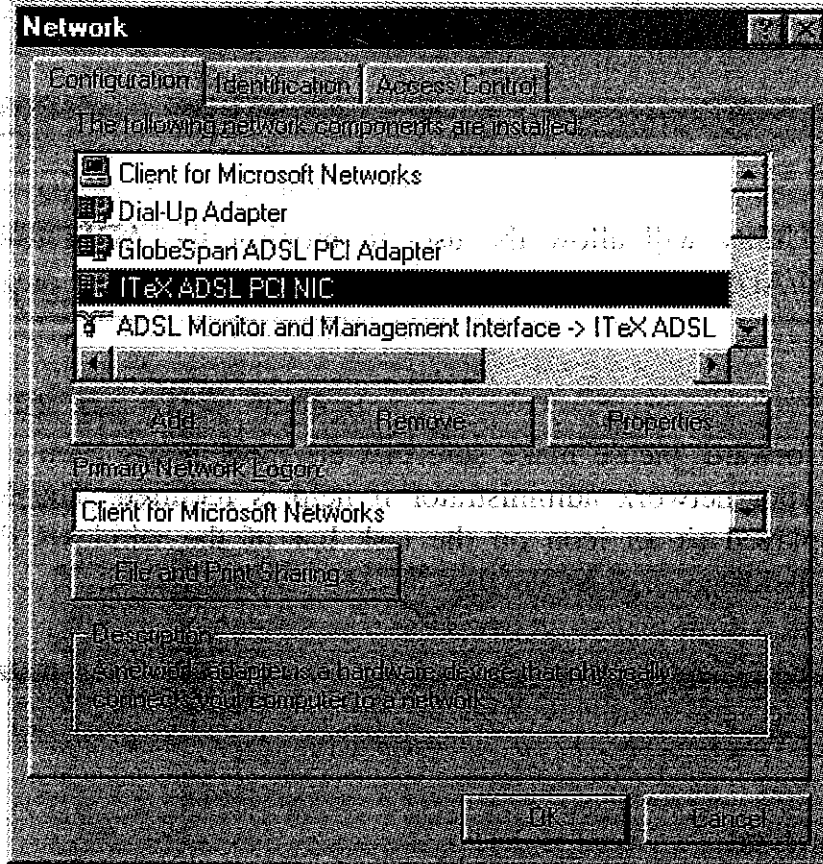 Network
Configuration Identification Access Control
The following network components are installed:
Client for Microsoft Networks
Dial-Up Adapter
GlobeSpan ADSL PCI Adapter
ITeX ADSL PCI NIC
ADSL Monitor and Management Interface -> ITeX ADSL
Add... Remove Properties
Primary Network Logon:
Client for Microsoft Networks
File and Print Sharing...
Description
A network adapter is a hardware device that physically
connects your computer to a network.
OK Cancel